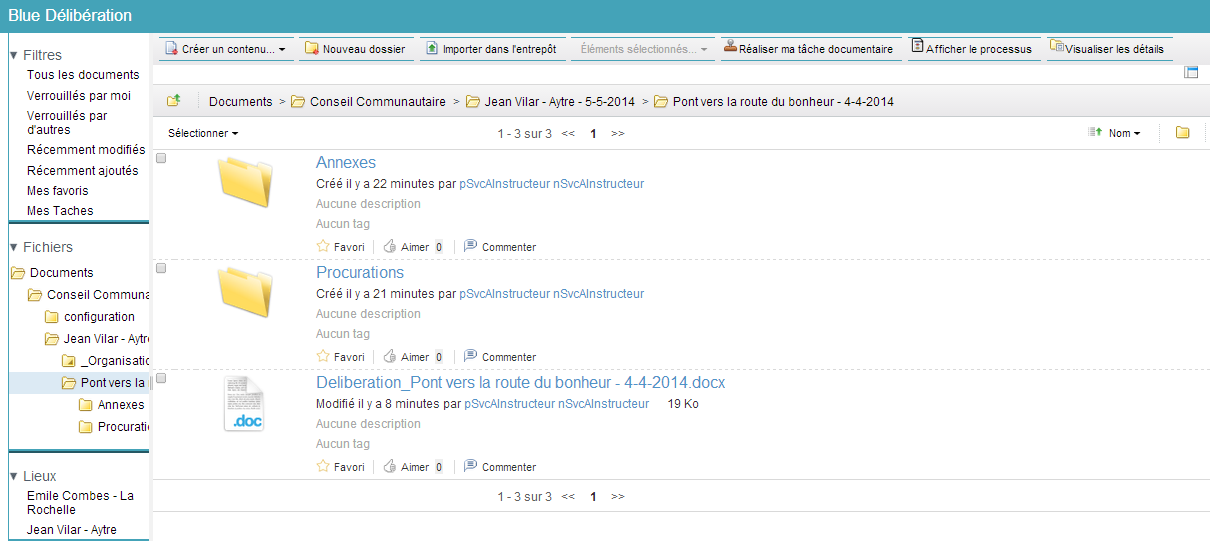 Blue Délibération
Filtres
Tous les documents
Verrouillés par moi
Verrouillés par
d'autres
Récemment modifiés
Récemment ajoutés
Mes favoris
Mes Taches
Fichiers
Documents
Conseil Communa
configuration
Jean Vilar - Aytre
_Organisatio
Pont vers la
Annexes
Procuratio
Lieux
Emile Combes - La
Rochelle
Jean Vilar - Aytre
Créer un contenu... Nouveau dossier Importer dans l'entrepôt Éléments sélectionnés... Réaliser ma tâche documentaire Afficher le processus Visualiser les détails
Documents > Conseil Communautaire > Jean Vilar - Aytre - 5-5-2014 > Pont vers la route du bonheur - 4-4-2014
Sélectionner 1 - 3 sur 3 << 1 >> Nom
Annexes
Créé il y a 22 minutes par pSvcAInstructeur nSvcAInstructeur
Aucune description
Aucun tag
Favori Aimer 0 Commenter
Procurations
Créé il y a 21 minutes par pSvcAInstructeur nSvcAInstructeur
Aucune description
Aucun tag
Favori Aimer 0 Commenter
.doc
Deliberation_Pont vers la route du bonheur - 4-4-2014.docx
Modifié il y a 8 minutes par pSvcAInstructeur nSvcAInstructeur 19 Ko
Aucune description
Aucun tag
Favori Aimer 0 Commenter
1 - 3 sur 3 << 1 >>